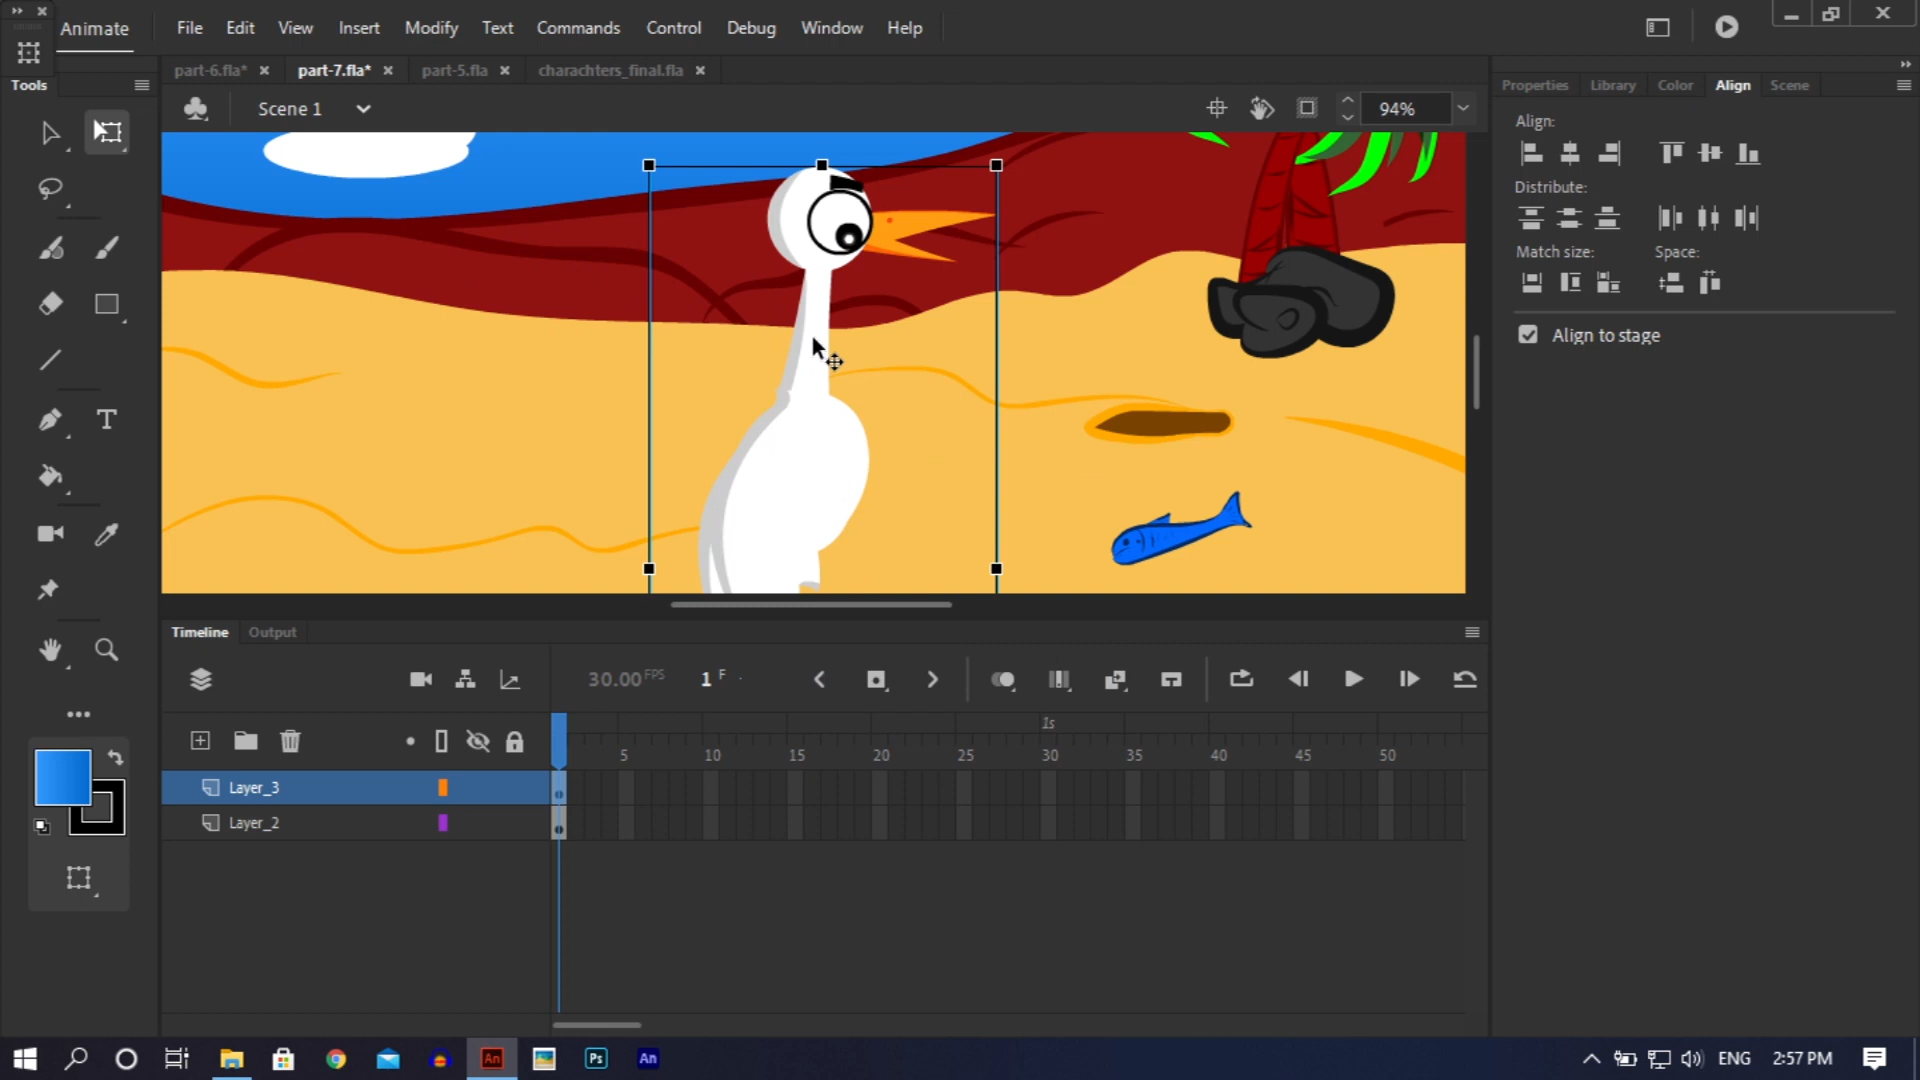 Animate File Edit View Insert Modify Text Commands Control Debug Window Help
Tools
part-6.fla* part-7.fla* part-5.fla charachters_final.fla
Scene 1
94%
Properties Library Color Align Scene
Align:
Distribute:
Match size: Space:
Align to stage
Timeline Output
30.00 FPS 1 F
1s
5 10 15 20 25 30 35 40 45 50
Layer_3
Layer_2
An Ps An
ENG 2:57 PM